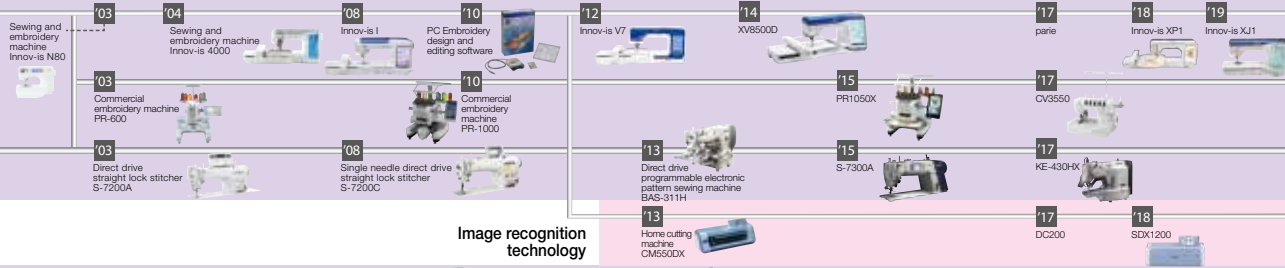 '03
Sewing and
embroidery
machine
Innov-is N80
'04
Sewing and
embroidery machine
Innov-is 4000
'08
Innov-is I
'10
PC Embroidery
design and
editing software
'12
Innov-is V7
'14
XV8500D
'17
parie
'18
Innov-is XP1
'19
Innov-is XJ1
'03
Commercial
embroidery machine
PR-600
'10
Commercial
embroidery
machine
PR-1000
'15
PR1050X
'17
CV3550
'03
Direct drive
straight lock stitcher
S-7200A
'08
Single needle direct drive
straight lock stitcher
S-7200C
'13
Direct drive
programmable electronic
pattern sewing machine
BAS-311H
'15
S-7300A
'17
KE-430HX
Image recognition
technology
'13
Home cutting
machine
CM550DX
'17
DC200
'18
SDX1200